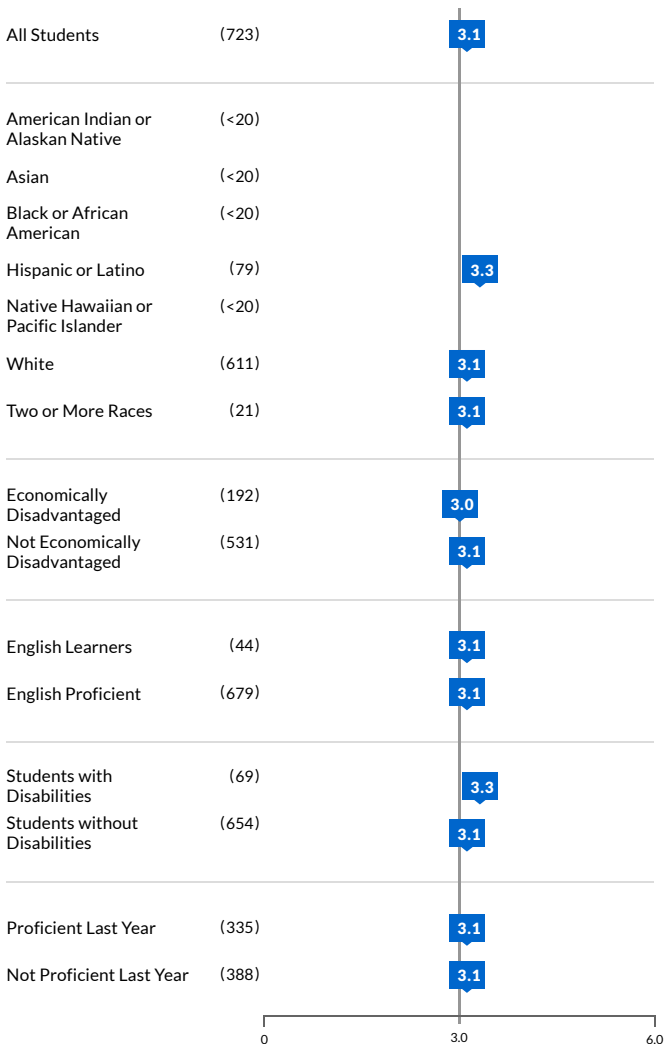 All Students (723) 3.1
American Indian or (<20)
Alaskan Native
Asian (<20)
Black or African (<20)
American
Hispanic or Latino (79) 3.3
Native Hawaiian or (<20)
Pacific Islander
White (611) 3.1
Two or More Races (21) 3.1
Economically (192) 3.0
Disadvantaged
Not Economically (531) 3.1
Disadvantaged
English Learners (44) 3.1
English Proficient (679) 3.1
Students with (69) 3.3
Disabilities
Students without (654) 3.1
Disabilities
Proficient Last Year (335) 3.1
Not Proficient Last Year (388) 3.1
0 3.0 6.0